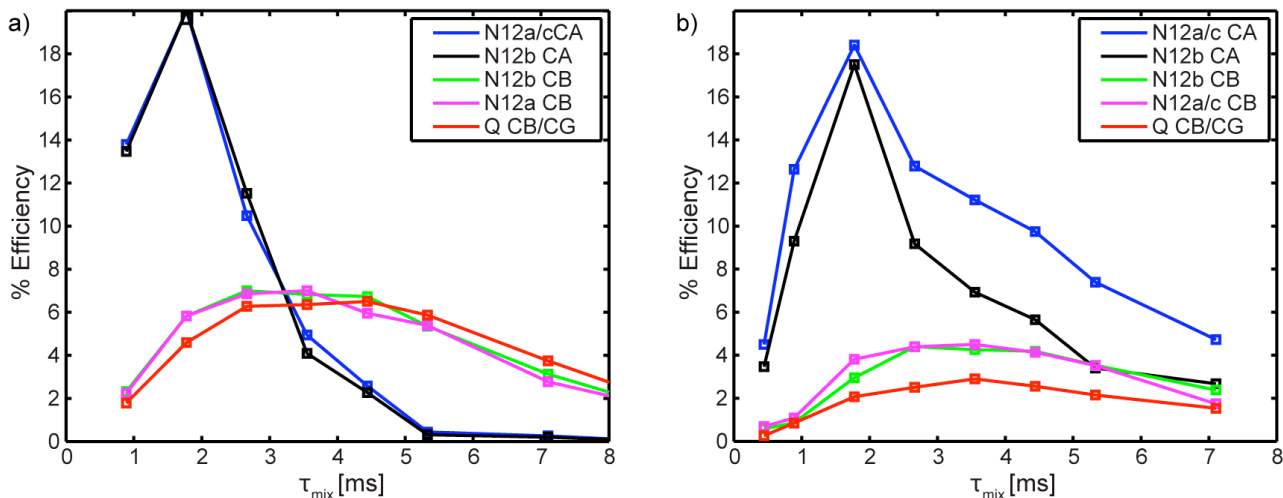 a)
% Efficiency
18
16
14
12
10
8
6
4
2
0
0 1 2 3 4 5 6 7 8
τmix [ms]
N12a/cCA
N12b CA
N12b CB
N12a CB
Q CB/CG
b)
% Efficiency
18
16
14
12
10
8
6
4
2
0
0 1 2 3 4 5 6 7 8
τmix [ms]
N12a/c CA
N12b CA
N12b CB
N12a/c CB
Q CB/CG